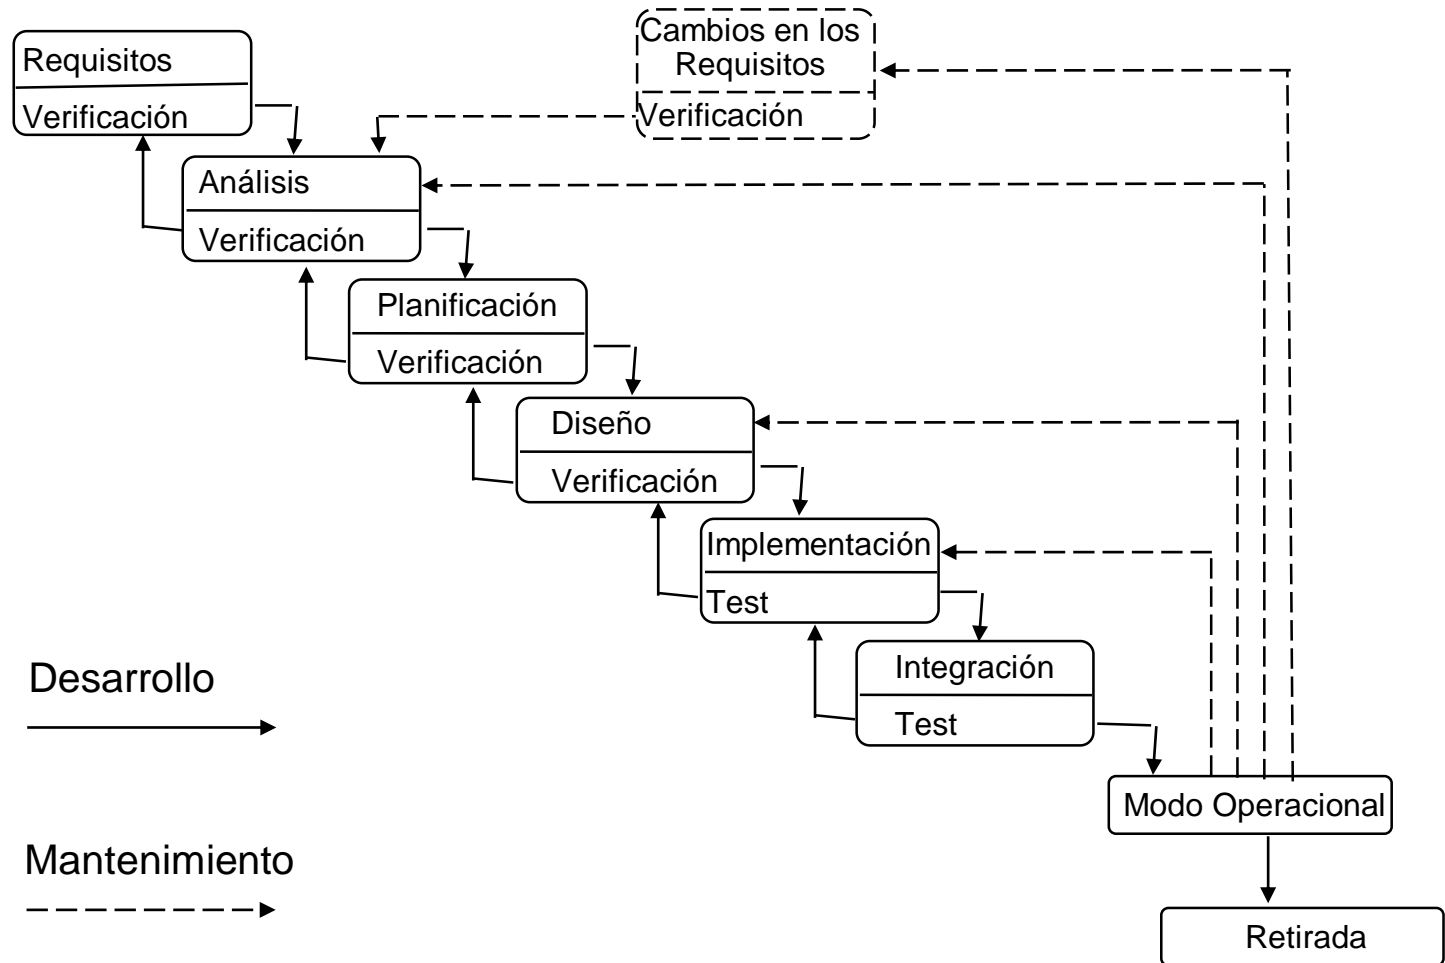 Cambios en los
Requisitos
Verificación
Requisitos
Verificación
Análisis
Verificación
Planificación
Verificación
Diseño
Verificación
Implementación
Test
Integración
Test
Desarrollo
Modo Operacional
Mantenimiento
Retirada